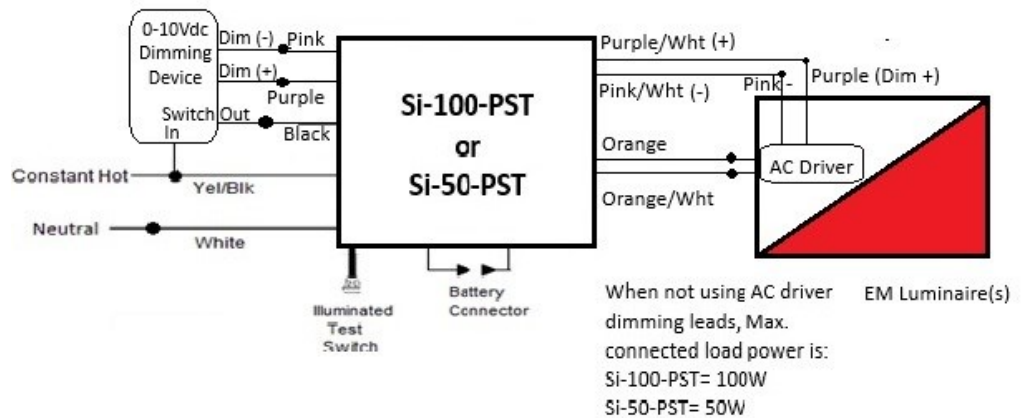 0-10Vdc
Dimming
Device
Switch
In
Dim (-)
Pink
Dim (+)
Purple
Out
Black
Constant Hot
Yel/Blk
Neutral
White
Si-100-PST
or
Si-50-PST
Illuminated
Test
Switch
Battery
Connector
Purple/Wht (+)
Pink/Wht (-)
Pink -
Purple (Dim +)
Orange
Orange/Wht
AC Driver
EM Luminaire(s)
When not using AC driver
dimming leads, Max.
connected load power is:
Si-100-PST= 100W
Si-50-PST= 50W